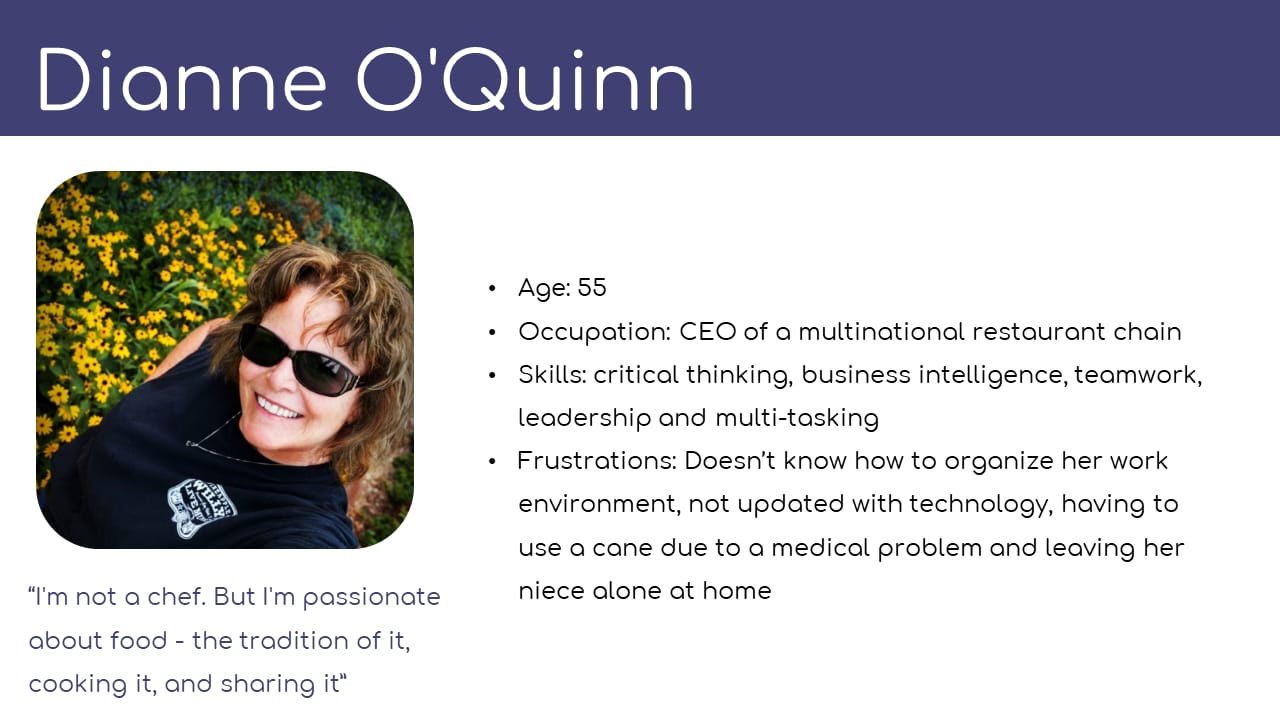 Dianne O'Quinn
• Age: 55
• Occupation: CEO of a multinational restaurant chain
• Skills: critical thinking, business intelligence, teamwork,
leadership and multi-tasking
• Frustrations: Doesn’t know how to organize her work
environment, not updated with technology, having to
use a cane due to a medical problem and leaving her
niece alone at home
“I'm not a chef. But I'm passionate
about food - the tradition of it,
cooking it, and sharing it”